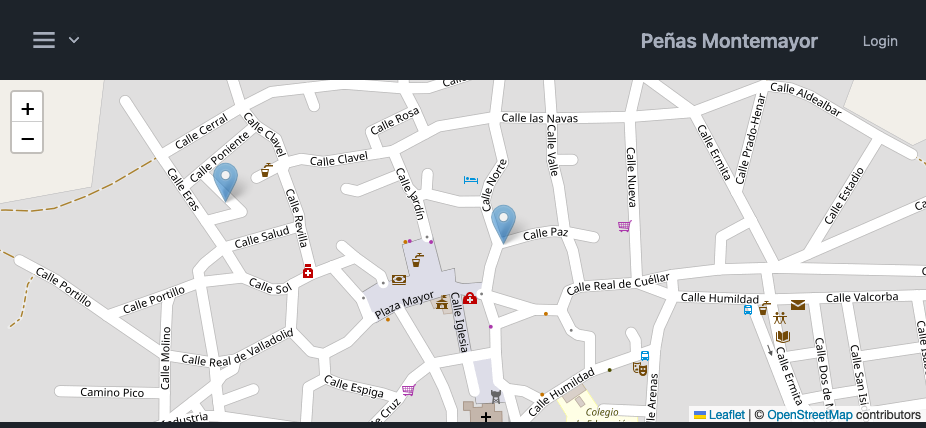 Peñas Montemayor
Login
+
−
Calle Aldealbar
Calle Cerral
Calle Clavel
Calle Rosa
Calle las Navas
Calle Prado-Henar
Calle Poniente
Calle Clavel
Calle Valle
Calle Ermita
Calle Eras
Calle Jardín
Calle Norte
Calle Nueva
Calle Estadio
Calle Revilla
Calle Salud
Calle Paz
Calle Portillo
Calle Portillo
Calle Sol
Calle Real de Cuéllar
Plaza Mayor
Calle Iglesia
Calle Humildad
Calle Valcorba
Calle Molino
Calle Real de Valladolid
Calle Ermita
Calle Dos de
Calle San Isi
Camino Pico
Calle Espiga
Cruz
Calle Humildad
Arenas
Colegio
Leaflet | © OpenStreetMap contributors